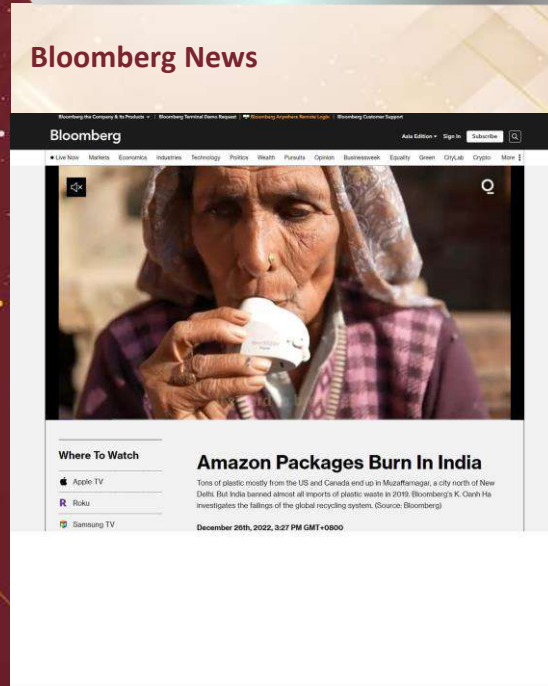 Bloomberg News
Bloomberg the Company & Its Products | Bloomberg Terminal Demo Request | Bloomberg Anywhere Remote Login | Bloomberg Customer Support
Bloomberg
Asia Edition Sign In Subscribe
Live Now Markets Economics Industries Technology Politics Wealth Pursuits Opinion Businessweek Equality Green CityLab Crypto More
Where To Watch
Apple TV
Roku
Samsung TV
Amazon Packages Burn In India
Tons of plastic mostly from the US and Canada end up in Muzaffarnagar, a city north of New
Delhi. But India banned almost all imports of plastic waste in 2019. Bloomberg's K. Oanh Ha
investigates the failings of the global recycling system. (Source: Bloomberg)
December 26th, 2022, 3:27 PM GMT+0800